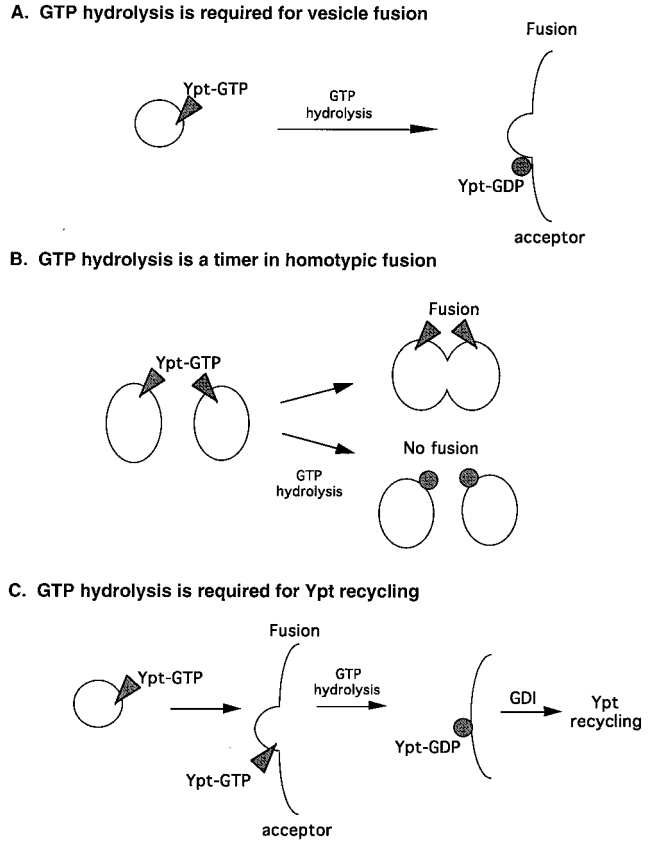 A. GTP hydrolysis is required for vesicle fusion
Fusion
Ypt-GTP
GTP
hydrolysis
Ypt-GDP
acceptor
B. GTP hydrolysis is a timer in homotypic fusion
Fusion
Ypt-GTP
No fusion
GTP
hydrolysis
C. GTP hydrolysis is required for Ypt recycling
Fusion
Ypt-GTP
GTP
hydrolysis
GDI
Ypt
recycling
Ypt-GDP
Ypt-GTP
acceptor